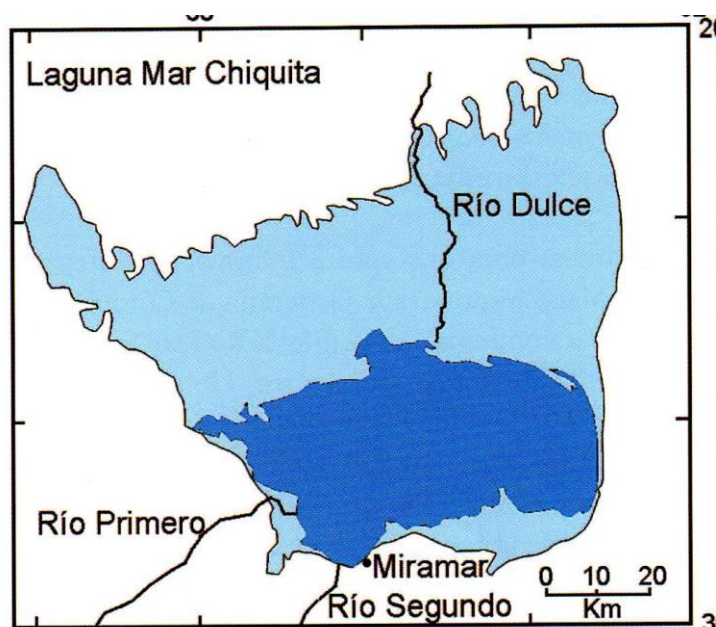 Laguna Mar Chiquita
Río Dulce
Río Primero
Miramar
Río Segundo
0 10 20
Km